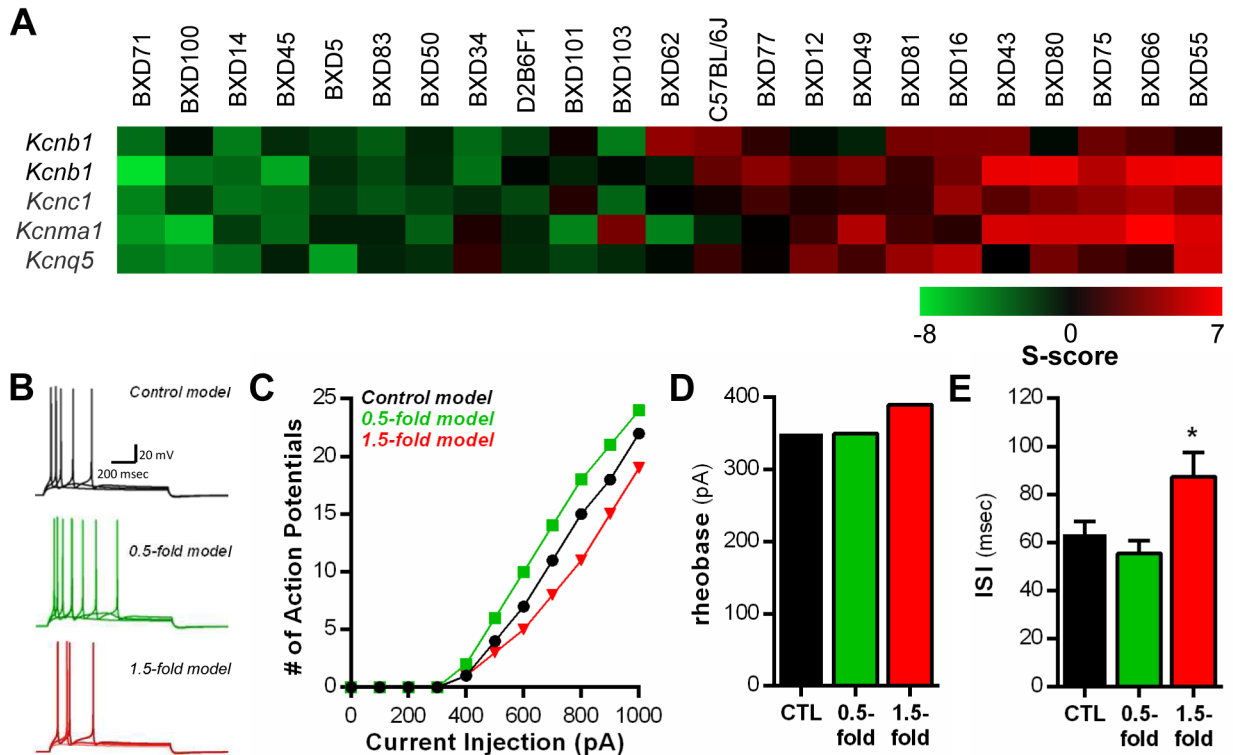 A
BXD71 BXD100 BXD14 BXD45 BXD5 BXD83 BXD50 BXD34 D2B6F1 BXD101 BXD103 BXD62 C57BL/6J BXD77 BXD12 BXD49 BXD81 BXD16 BXD43 BXD80 BXD75 BXD66 BXD55
Kcnb1
Kcnb1
Kcnc1
Kcnma1
Kcnq5
-8 0 7
S-score
B
Control model
20 mV
200 msec
0.5-fold model
1.5-fold model
C
Control model
0.5-fold model
1.5-fold model
# of Action Potentials
25
20
15
10
5
0
0 200 400 600 800 1000
Current Injection (pA)
D
rheobase (pA)
400
300
200
100
0
CTL 0.5-fold 1.5-fold
E
ISI (msec)
120
100
80
60
40
20
0
*
CTL 0.5-fold 1.5-fold